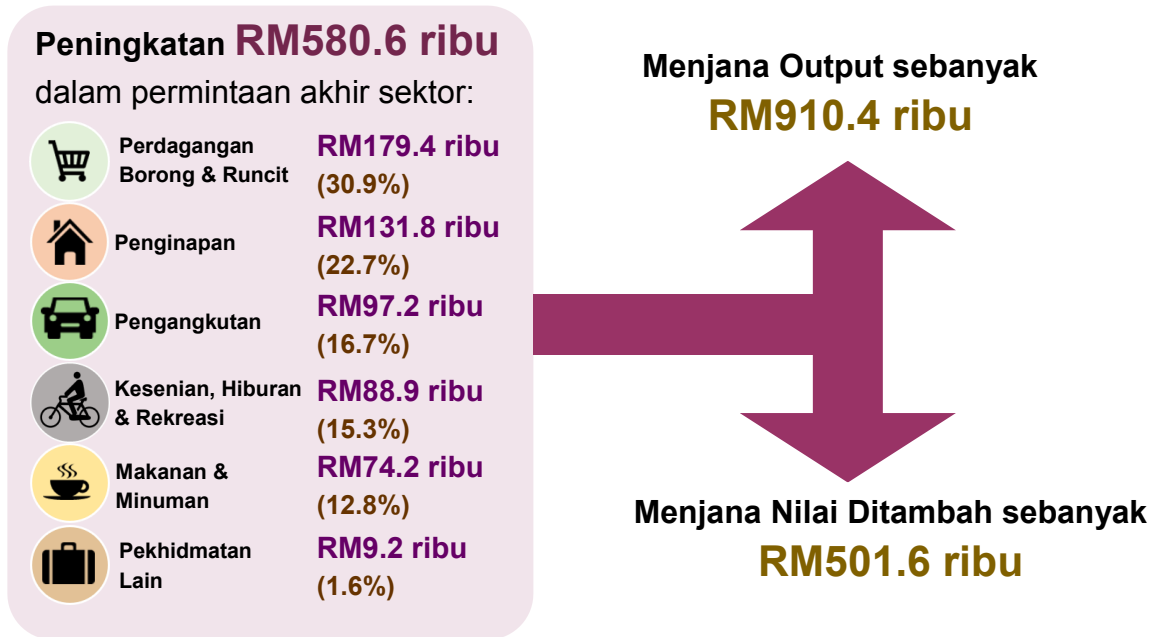 Peningkatan RM580.6 ribu
dalam permintaan akhir sektor:
Perdagangan
Borong & Runcit
RM179.4 ribu
(30.9%)
Penginapan
RM131.8 ribu
(22.7%)
Pengangkutan
RM97.2 ribu
(16.7%)
Kesenian, Hiburan
& Rekreasi
RM88.9 ribu
(15.3%)
Makanan &
Minuman
RM74.2 ribu
(12.8%)
Pekhidmatan
Lain
RM9.2 ribu
(1.6%)
Menjana Output sebanyak
RM910.4 ribu
Menjana Nilai Ditambah sebanyak
RM501.6 ribu